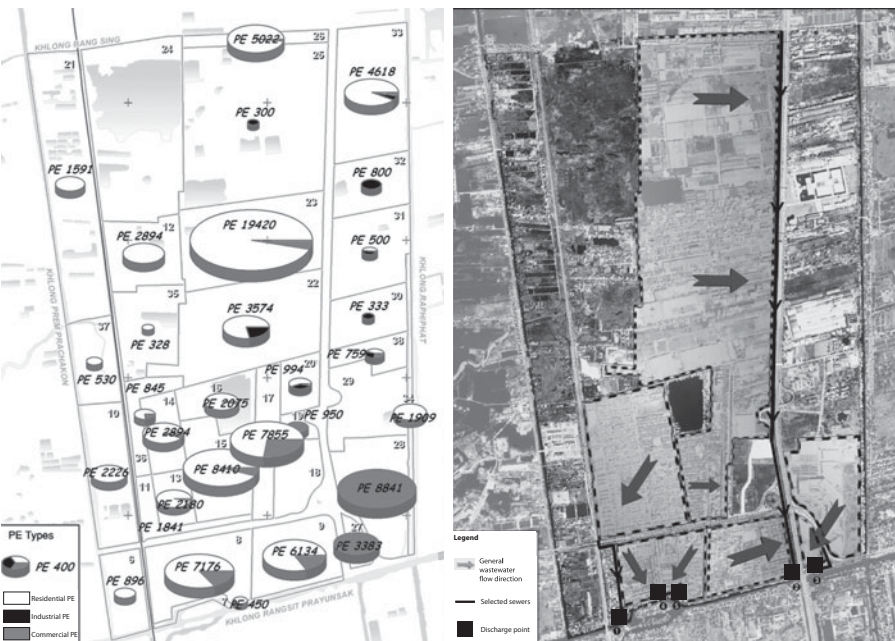 KHLONG RANG SING
24
25
PE 5022
25
33
21
PE 4618
PE 300
32
PE 1591
PE 800
23
12
31
PE 19420
PE 2894
PE 500
22
35
30
PE 3574
PE 333
PE 328
KHLONG PREM PRACHAKON
KHLONG RAPHIPHAT
37
38
PE 759
20
PE 994
PE 530
29
PE 845
16
17
PE 2075
14
10
PE 950
PE 1909
PE 2894
PE 7855
15
28
36
PE 8410
18
PE 2226
13
11
PE 2180
PE 8841
PE 1841
9
27
8
PE 3383
PE 6134
PE 7176
PE 896
PE 450
KHLONG RANGSIT PRAYUNSAK
PE Types
PE 400
Residential PE
Industrial PE
Commercial PE
Legend
General
wastewater
flow direction
Selected sewers
Discharge point
1
2
3